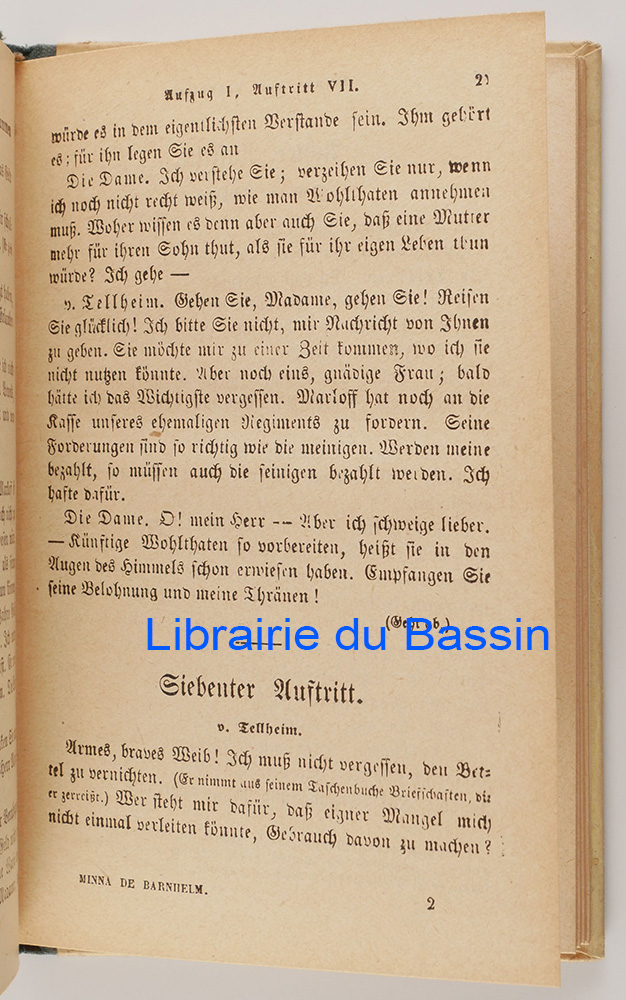 Aufzug I, Auftritt VII.
würde es in dem eigentlichsten Verstande sein. Ihm gehört
es; für ihn legen Sie es an
Die Dame. Ich verstehe Sie; verzeihen Sie nur, wenn
ich noch nicht recht weiß, wie man Wohlthaten annehmen
muß. Woher wissen es denn aber auch Sie, daß eine Mutter
mehr für ihren Sohn thut, als sie für ihr eigen Leben thun
würde? Ich gehe —
v. Tellheim. Gehen Sie, Madame, gehen Sie! Reisen
Sie glücklich! Ich bitte Sie nicht, mir Nachricht von Ihnen
zu geben. Sie möchte mir zu einer Zeit kommen, wo ich sie
nicht nutzen könnte. Aber noch eins, gnädige Frau; bald
hätte ich das Wichtigste vergessen. Marloff hat noch an die
Kasse unseres ehemaligen Regiments zu fordern. Seine
Forderungen sind so richtig wie die meinigen. Werden meine
bezahlt, so müssen auch die seinigen bezahlt werden. Ich
hafte dafür.
Die Dame. O! mein Herr -- Aber ich schweige lieber.
— Künftige Wohlthaten so vorbereiten, heißt sie in den
Augen des Himmels schon erwiesen haben. Empfangen Sie
seine Belohnung und meine Thränen!
(Geht ab.)
Librairie du Bassin
Siebenter Auftritt.
v. Tellheim.
Armes, braves Weib! Ich muß nicht vergessen, den Bet-
tel zu vernichten. (Er nimmt aus seinem Taschenbuche Briefschaften, die
er zerreißt.) Wer steht mir dafür, daß eigner Mangel mich
nicht einmal verleiten könnte, Gebrauch davon zu machen?
MINNA DE BARNHELM.
2